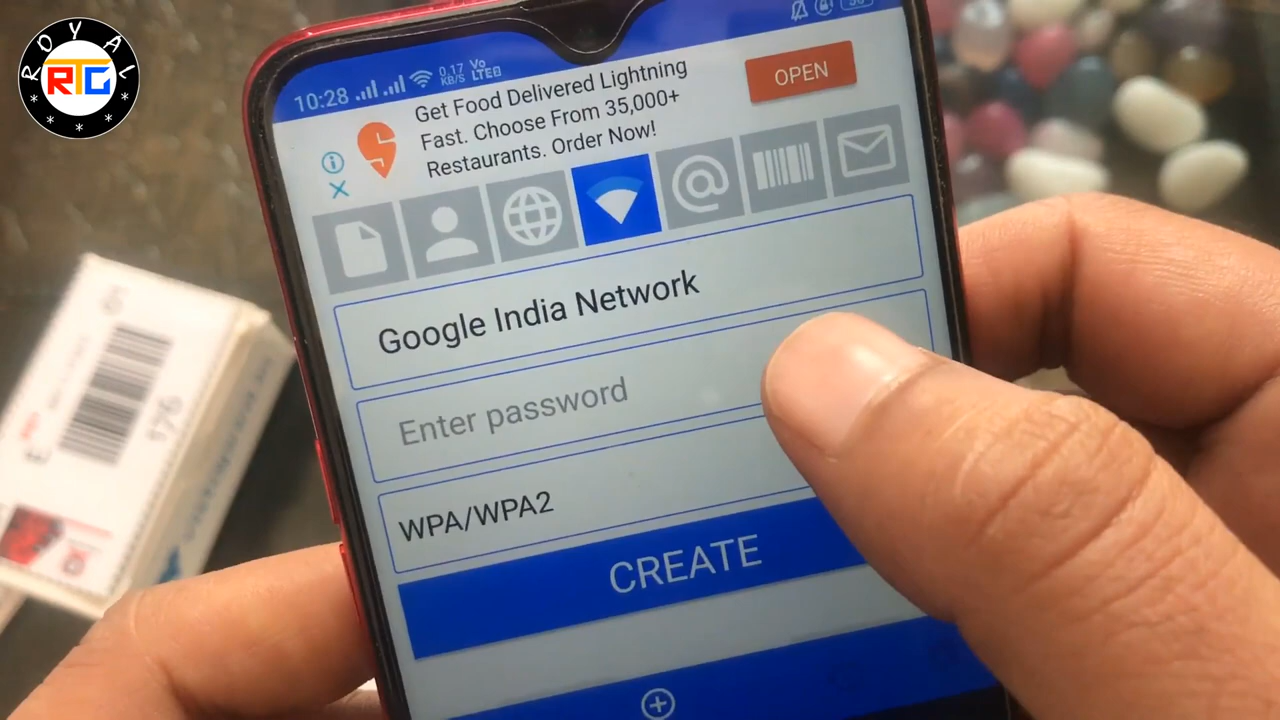 ROYAL
RTG
10:28
0.17
KB/S
Vo
LTE
Get Food Delivered Lightning
Fast. Choose From 35,000+
Restaurants. Order Now!
OPEN
@
Google India Network
Enter password
WPA/WPA2
CREATE